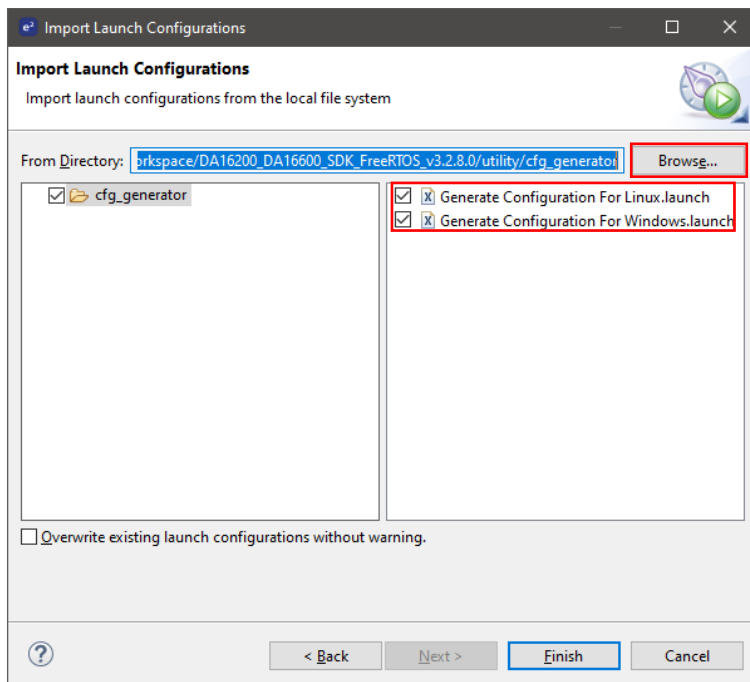 e² Import Launch Configurations
Import Launch Configurations
Import launch configurations from the local file system
From Directory: orkspace/DA16200_DA16600_SDK_FreeRTOS_v3.2.8.0/utility/cfg_generator Browse...
cfg_generator
Generate Configuration For Linux.launch
Generate Configuration For Windows.launch
Overwrite existing launch configurations without warning.
? < Back Next > Finish Cancel